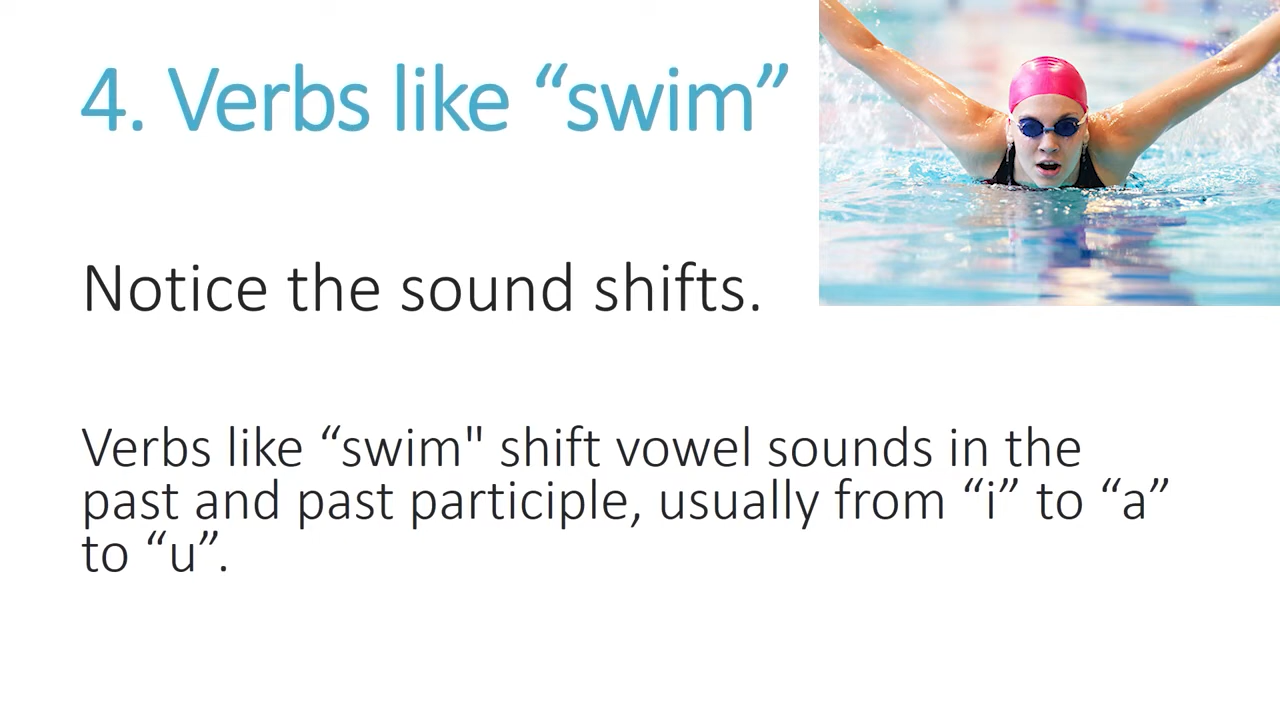 4. Verbs like “swim”
Notice the sound shifts.
Verbs like “swim" shift vowel sounds in the
past and past participle, usually from “i” to “a”
to “u”.